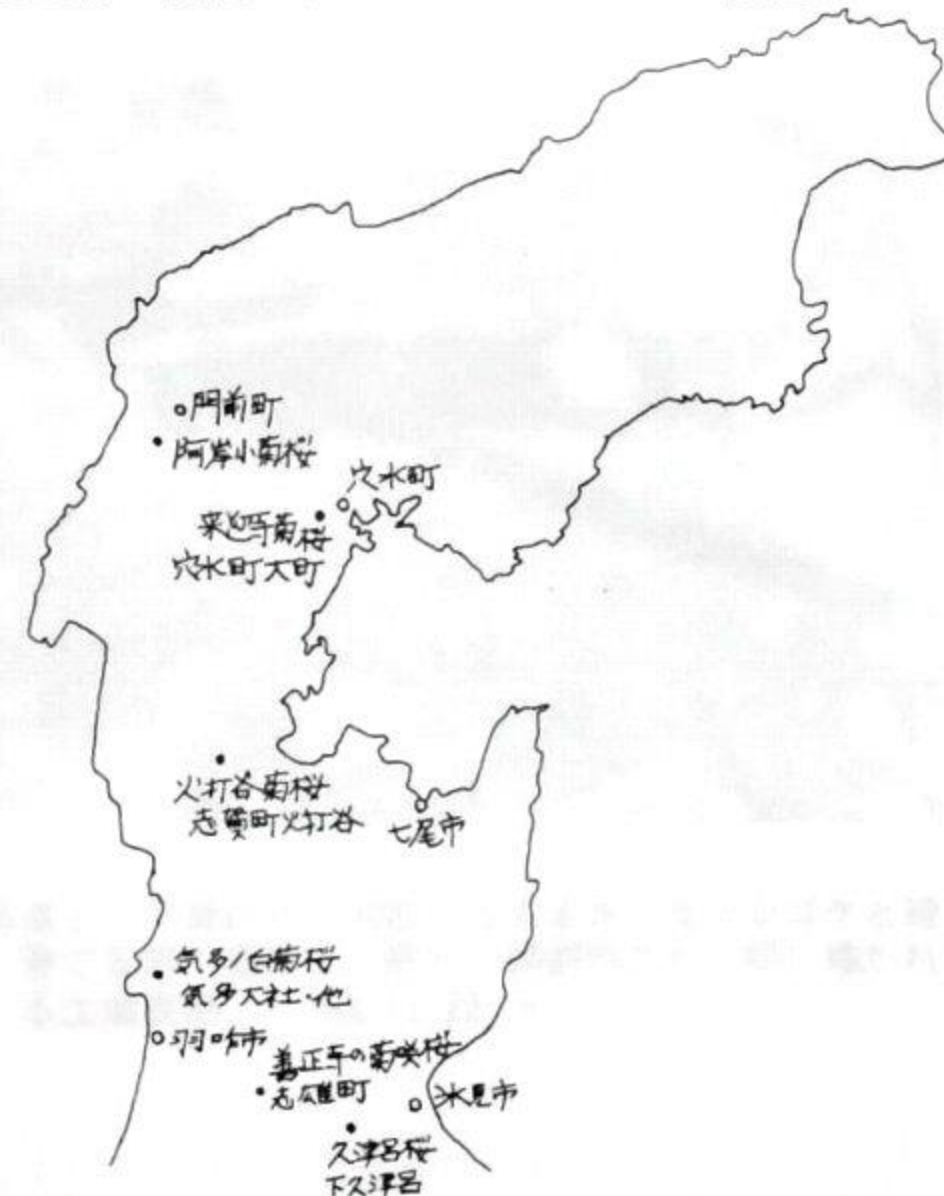 門前町
阿岸小菊桜
穴水町
来迎寺菊桜
穴水町大町
火打谷菊桜
志賀町火打谷
七尾市
気多ノ白菊桜
気多大社・他
羽咋市
善正寺の菊咲桜
志雄町
氷見市
久津呂桜
下久津呂